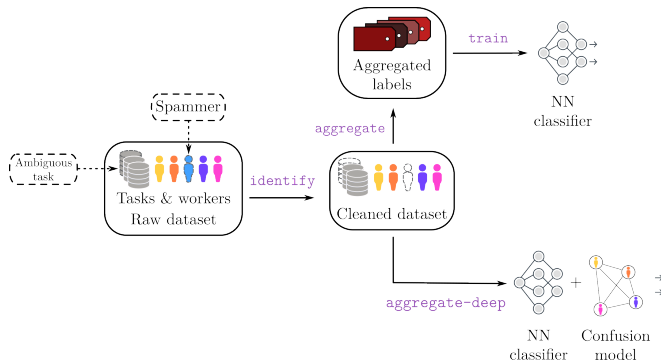 train
Aggregated
labels
NN
classifier
Spammer
aggregate
Ambiguous
task
identify
Tasks & workers
Raw dataset
Cleaned dataset
aggregate-deep
+
NN
classifier
Confusion
model